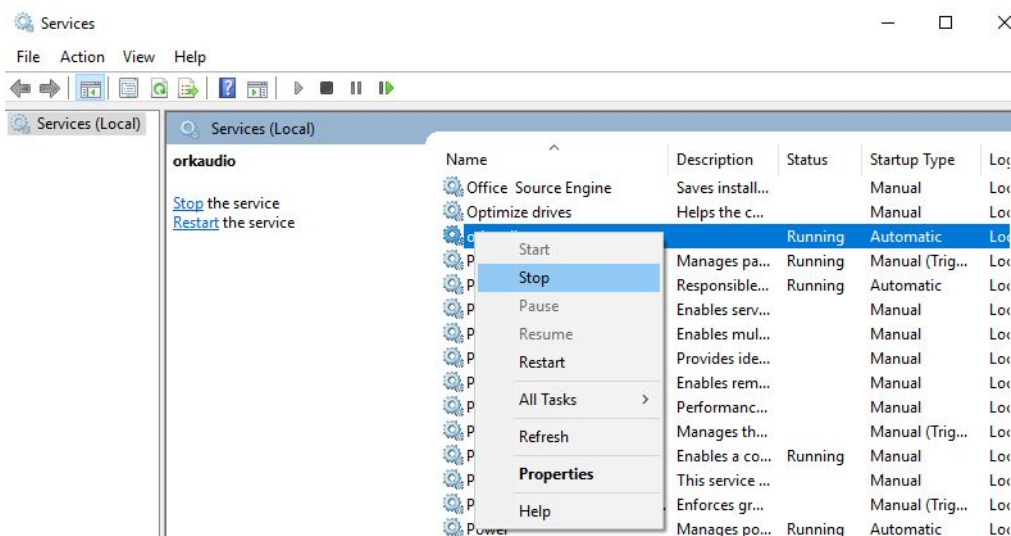 Services
File Action View Help
Services (Local)
Services (Local)
orkaudio
Stop the service
Restart the service
Name Description Status Startup Type
Office Source Engine Saves install... Manual
Optimize drives Helps the c... Manual
Running Automatic
Manages pa... Running Manual (Trig...
Responsible... Running Automatic
Enables serv... Manual
Enables mul... Manual
Provides ide... Manual
Enables rem... Manual
Performanc... Manual
Manages th... Manual (Trig...
Enables a co... Running Manual
This service ... Manual
Enforces gr... Manual (Trig...
Power Manages po... Running Automatic
Start
Stop
Pause
Resume
Restart
All Tasks
Refresh
Properties
Help